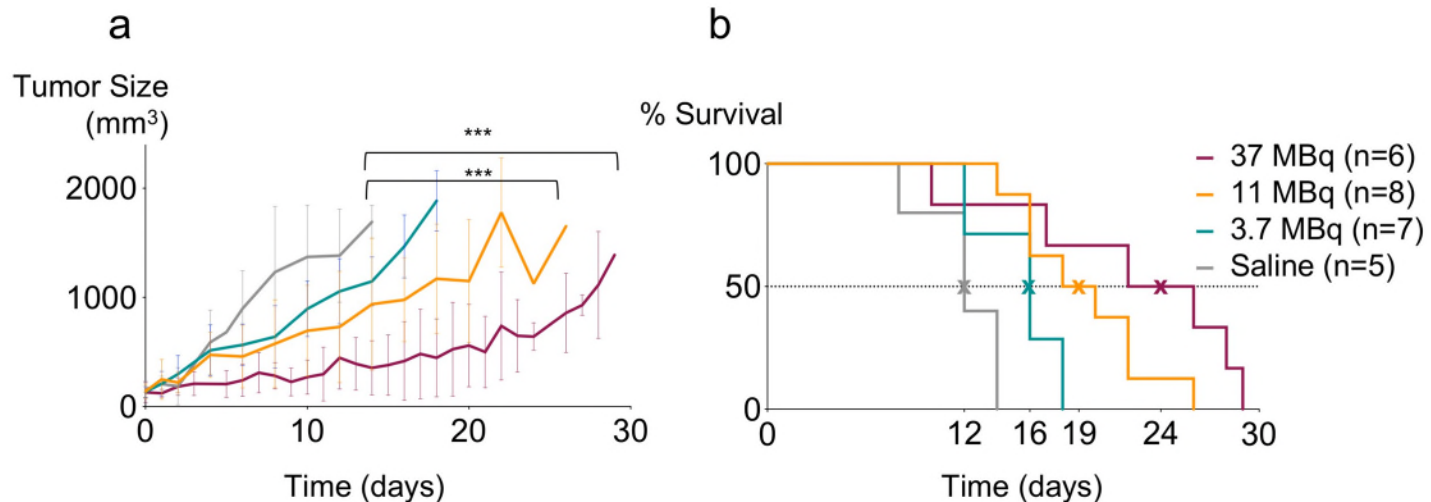 a
Tumor Size
(mm³)
***
***
2000
1000
0
0 10 20 30
Time (days)
b
% Survival
100
50
0
x x x x
0 12 16 19 24 30
Time (days)
37 MBq (n=6)
11 MBq (n=8)
3.7 MBq (n=7)
Saline (n=5)